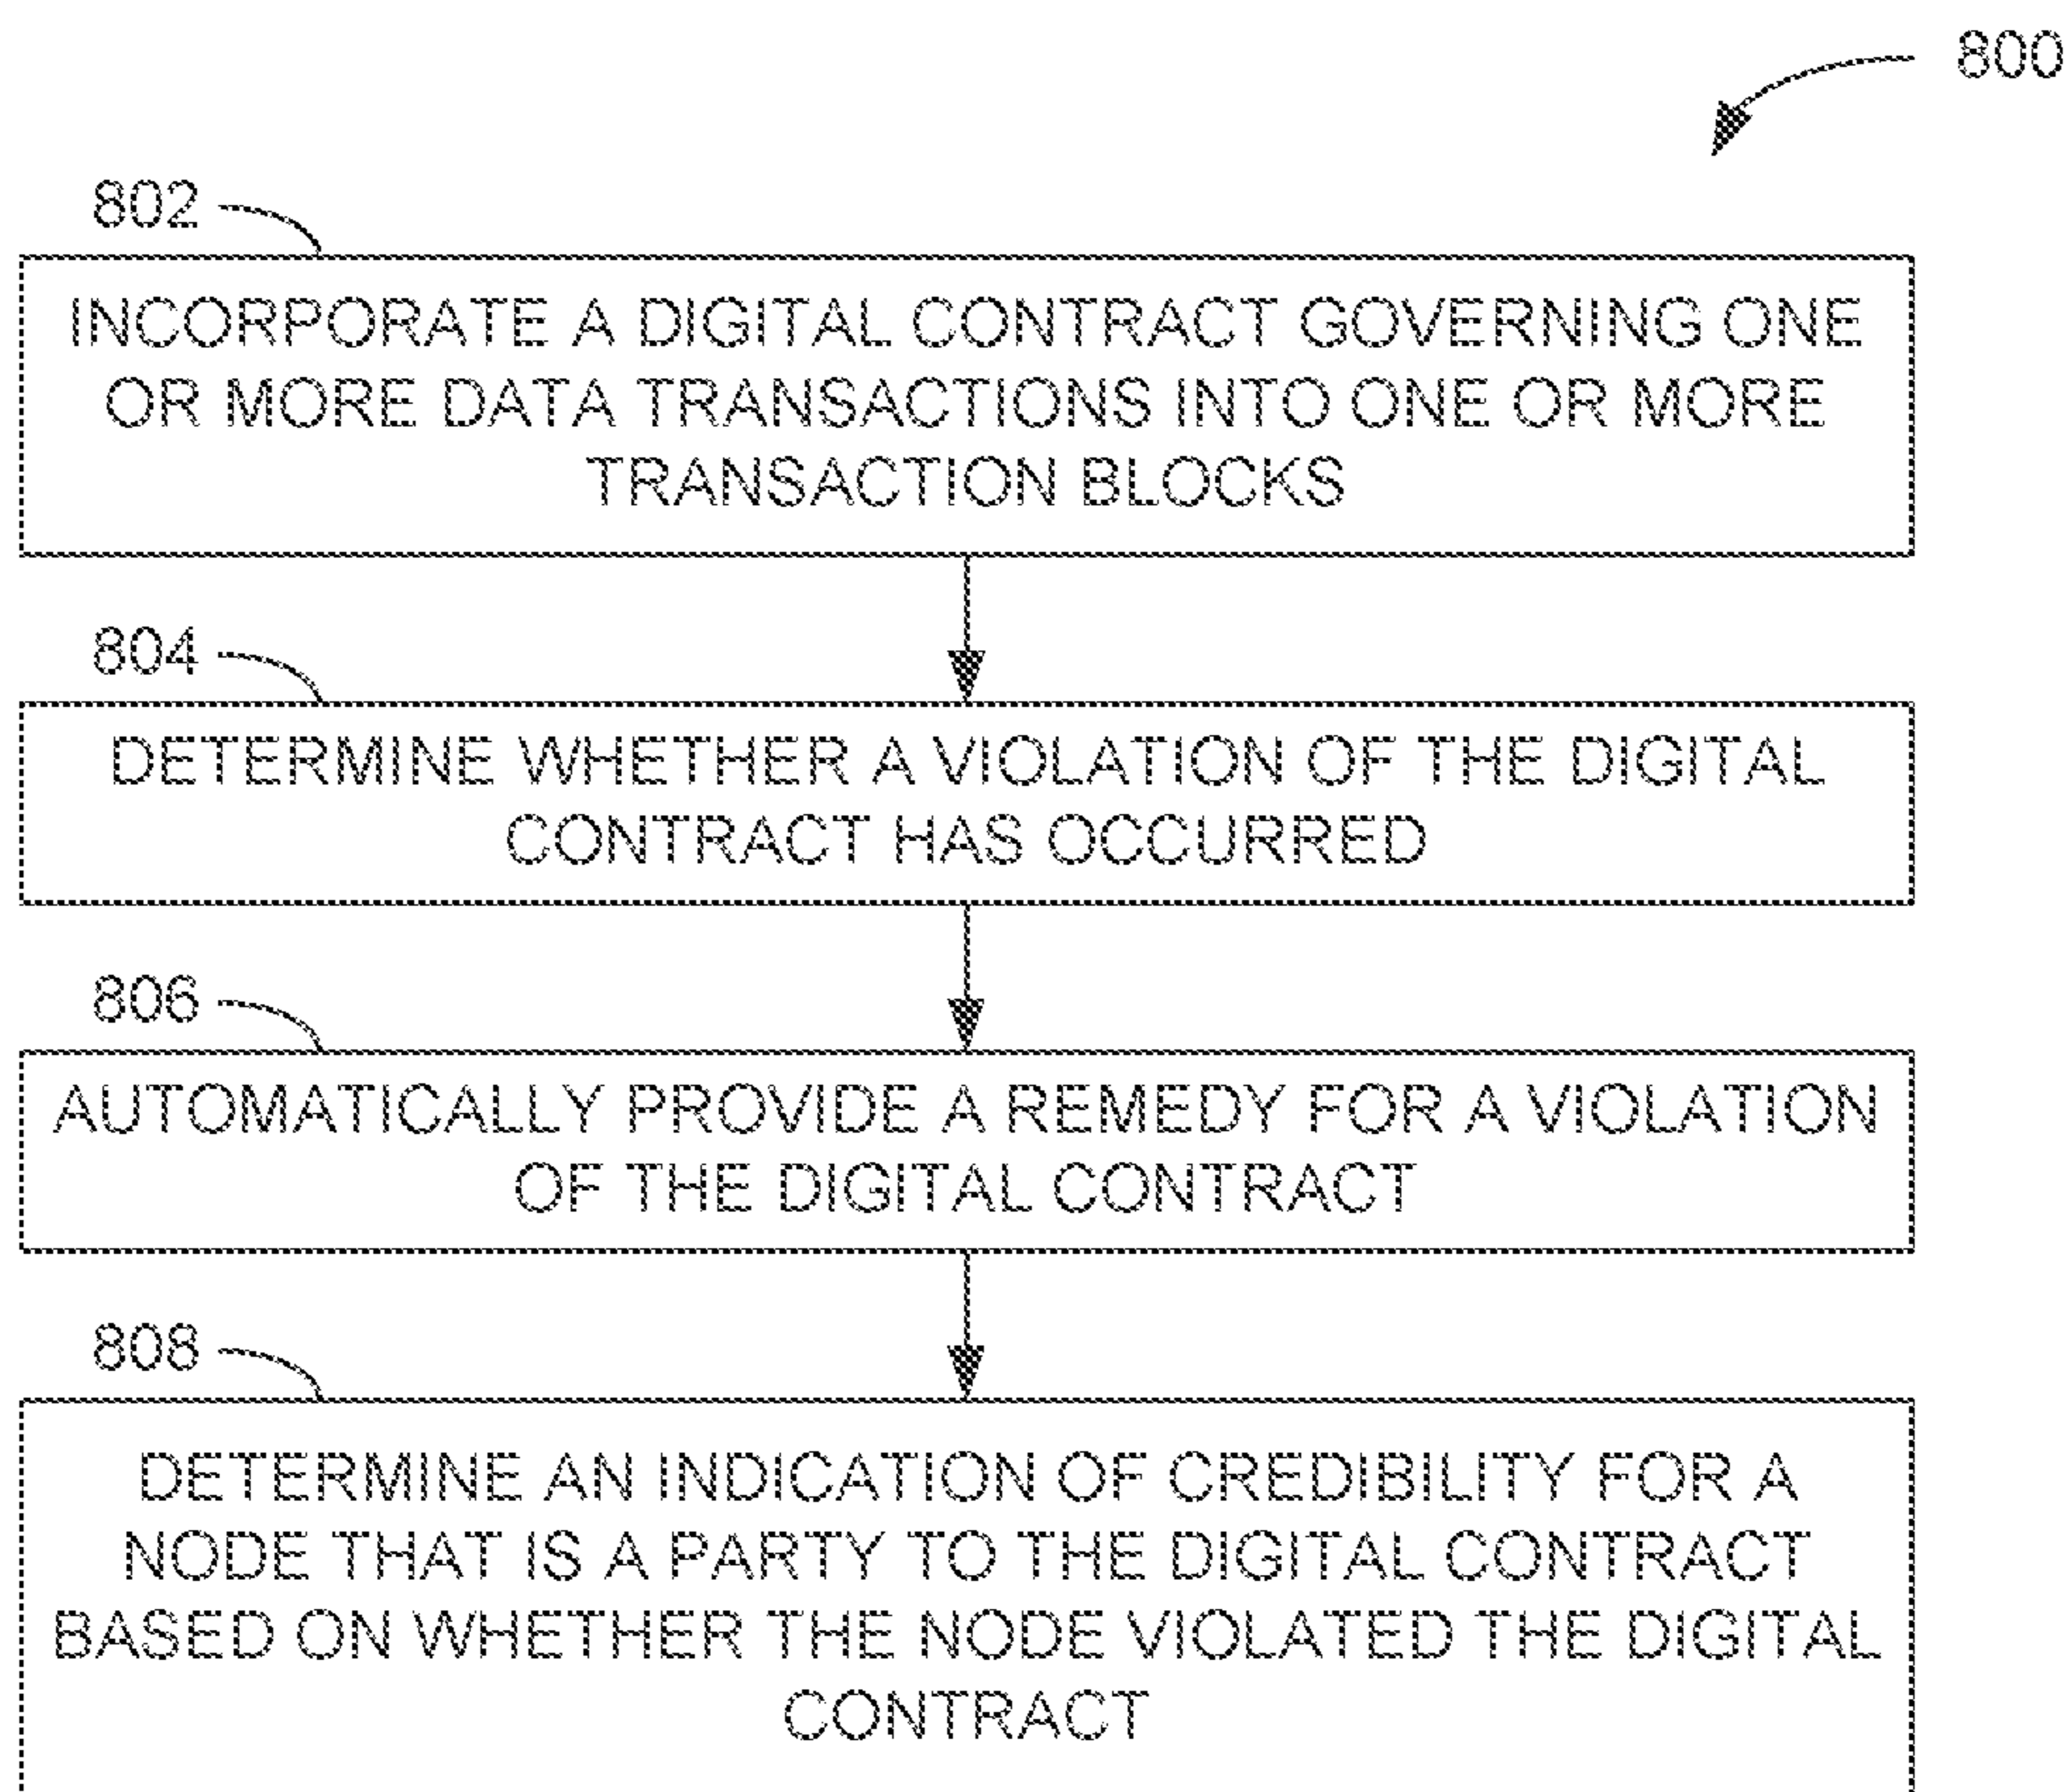 800
802
INCORPORATE A DIGITAL CONTRACT GOVERNING ONE
OR MORE DATA TRANSACTIONS INTO ONE OR MORE
TRANSACTION BLOCKS
804
DETERMINE WHETHER A VIOLATION OF THE DIGITAL
CONTRACT HAS OCCURRED
806
AUTOMATICALLY PROVIDE A REMEDY FOR A VIOLATION
OF THE DIGITAL CONTRACT
808
DETERMINE AN INDICATION OF CREDIBILITY FOR A
NODE THAT IS A PARTY TO THE DIGITAL CONTRACT
BASED ON WHETHER THE NODE VIOLATED THE DIGITAL
CONTRACT